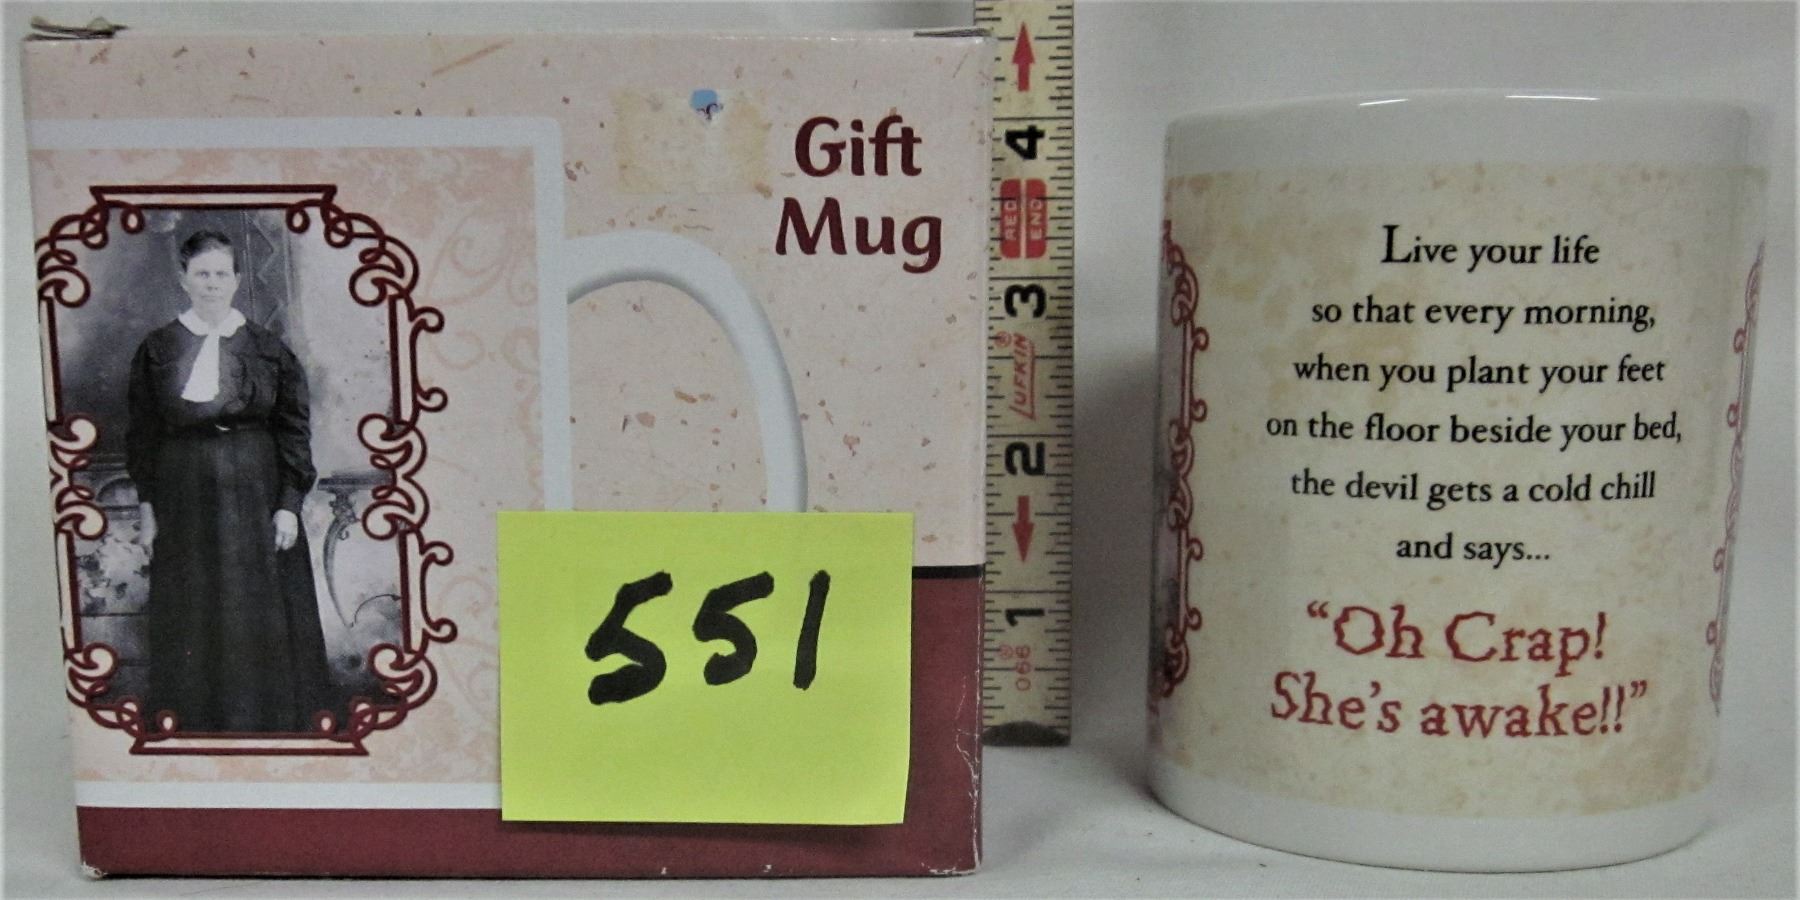 Gift
Mug
551
4
RED
END
3
LUFKIN®
2
1
066®
Live your life
so that every morning,
when you plant your feet
on the floor beside your bed,
the devil gets a cold chill
and says...
“Oh Crap!
She’s awake!!”